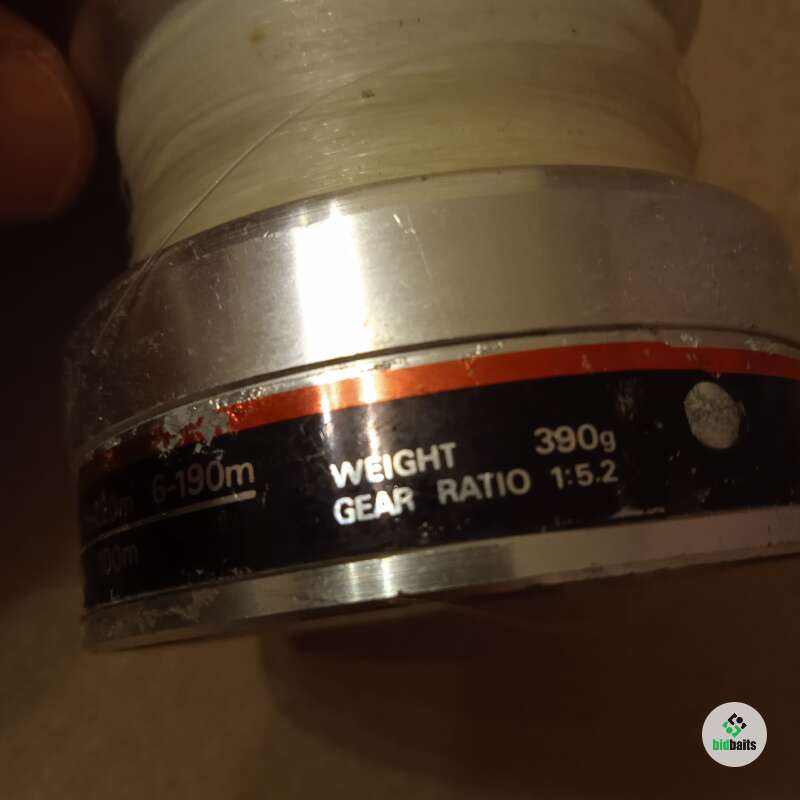 6-190m
WEIGHT 390g
GEAR RATIO 1:5.2
bidbaits